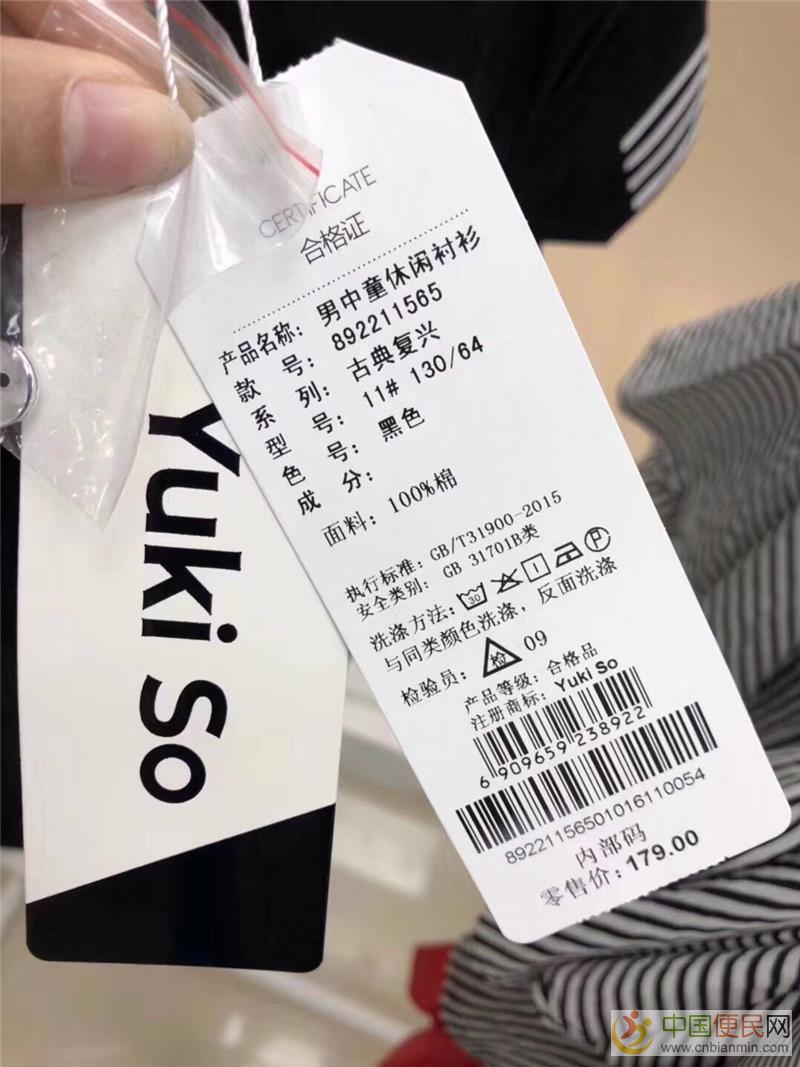 CERTIFICATE
合格证
产品名称: 男中童休闲衬衫
款 号: 892211565
系 列: 古典复兴
型 号: 11# 130/64
色 号: 黑色
成 分:
面料: 100%棉
执行标准: GB/T31900-2015
安全类别: GB 31701B类
洗涤方法: 30 P
与同类颜色洗涤, 反面洗涤
检验员: 检 09
产品等级: 合格品
注册商标: Yuki So
6 909659 238922
89221156501016110054
内部码
零售价: 179.00
Yuki So
中国便民网
www.cnbianmin.com